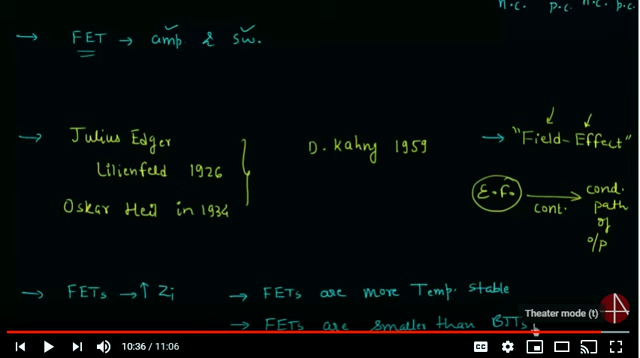 n.c. p.c. n.c. p.c.
→ FET → amp. & sw.
→ Julius Edger
Lilienfeld 1926
Oskar Heil in 1934
D. Kahng 1959
→ "Field-Effect"
E.F. → cond.
cont. path
of
o/p
→ FETs → ↑ Zi
→ FETs are more Temp. stable
→ FETs are smaller than BJTs.
Theater mode (t)
10:36 / 11:06
CC